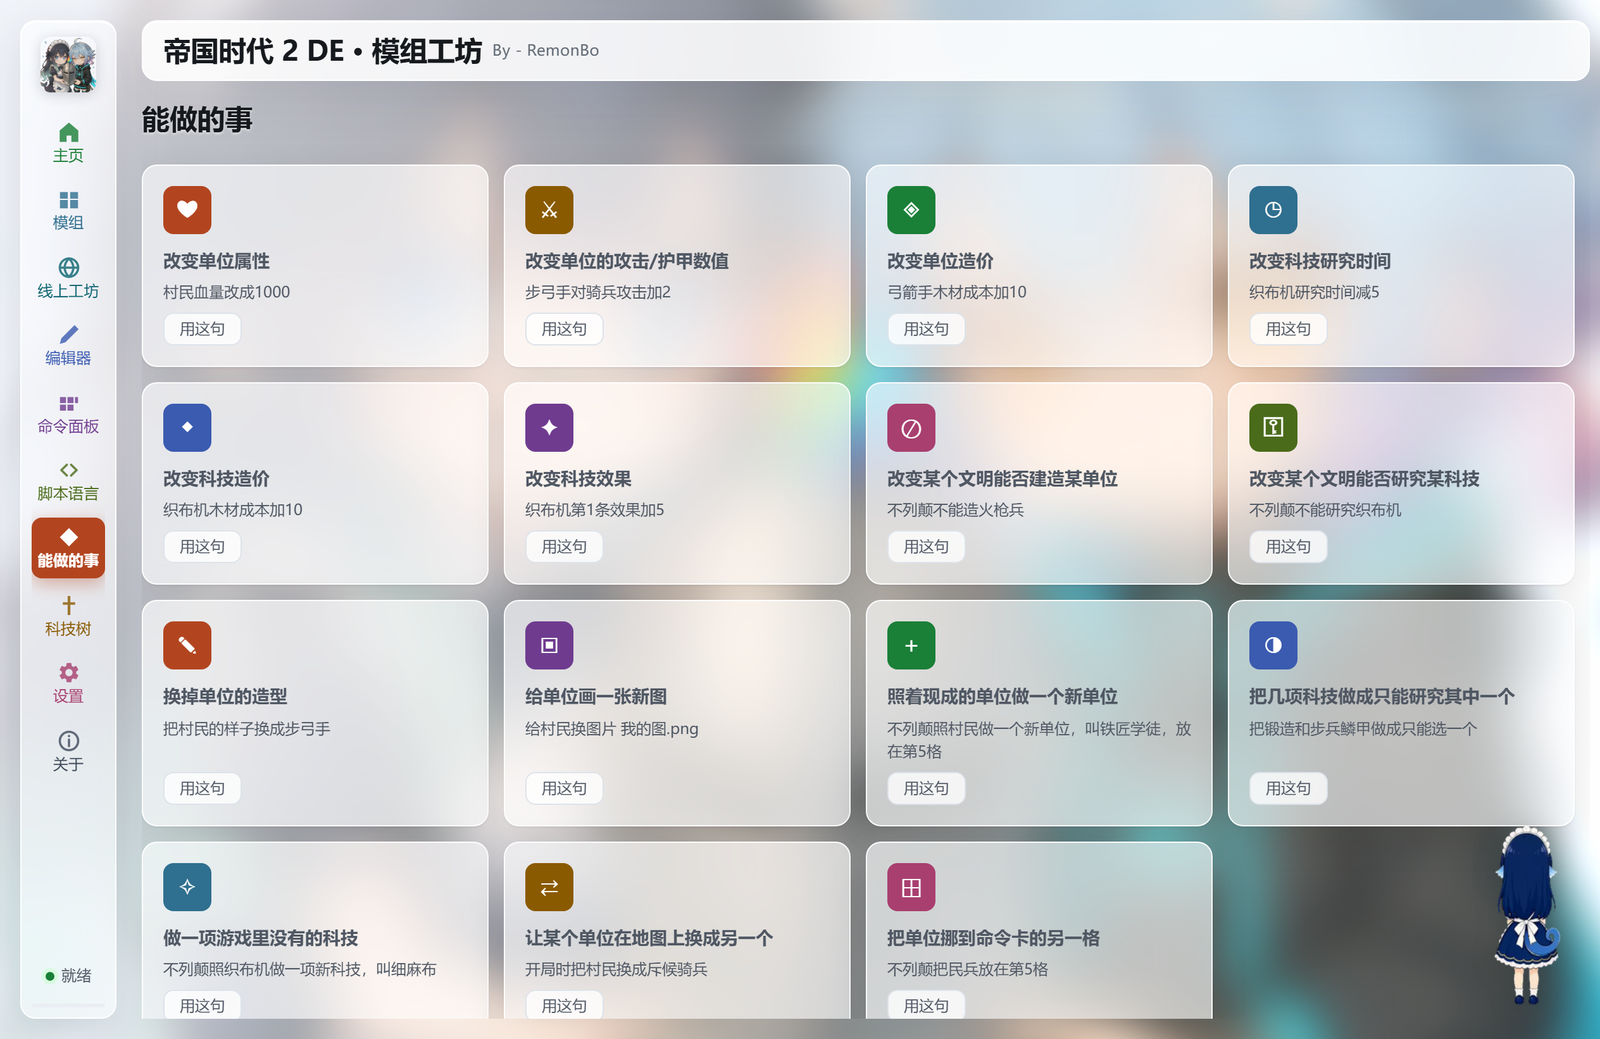 帝国时代 2 DE • 模组工坊 By - RemonBo
主页
模组
线上工坊
编辑器
命令面板
脚本语言
能做的事
科技树
设置
关于
就绪
能做的事
改变单位属性
村民血量改成1000
用这句
改变单位的攻击/护甲数值
步弓手对骑兵攻击加2
用这句
改变单位造价
弓箭手木材成本加10
用这句
改变科技研究时间
织布机研究时间减5
用这句
改变科技造价
织布机木材成本加10
用这句
改变科技效果
织布机第1条效果加5
用这句
改变某个文明能否建造某单位
不列颠不能造火枪兵
用这句
改变某个文明能否研究某科技
不列颠不能研究织布机
用这句
换掉单位的造型
把村民的样子换成步弓手
用这句
给单位画一张新图
给村民换图片 我的图.png
用这句
照着现成的单位做一个新单位
不列颠照村民做一个新单位，叫铁匠学徒，放
在第5格
用这句
把几项科技做成只能研究其中一个
把锻造和步兵鳞甲做成只能选一个
用这句
做一项游戏里没有的科技
不列颠照织布机做一项新科技，叫细麻布
用这句
让某个单位在地图上换成另一个
开局时把村民换成斥候骑兵
用这句
把单位挪到命令卡的另一格
不列颠把民兵放在第5格
用这句